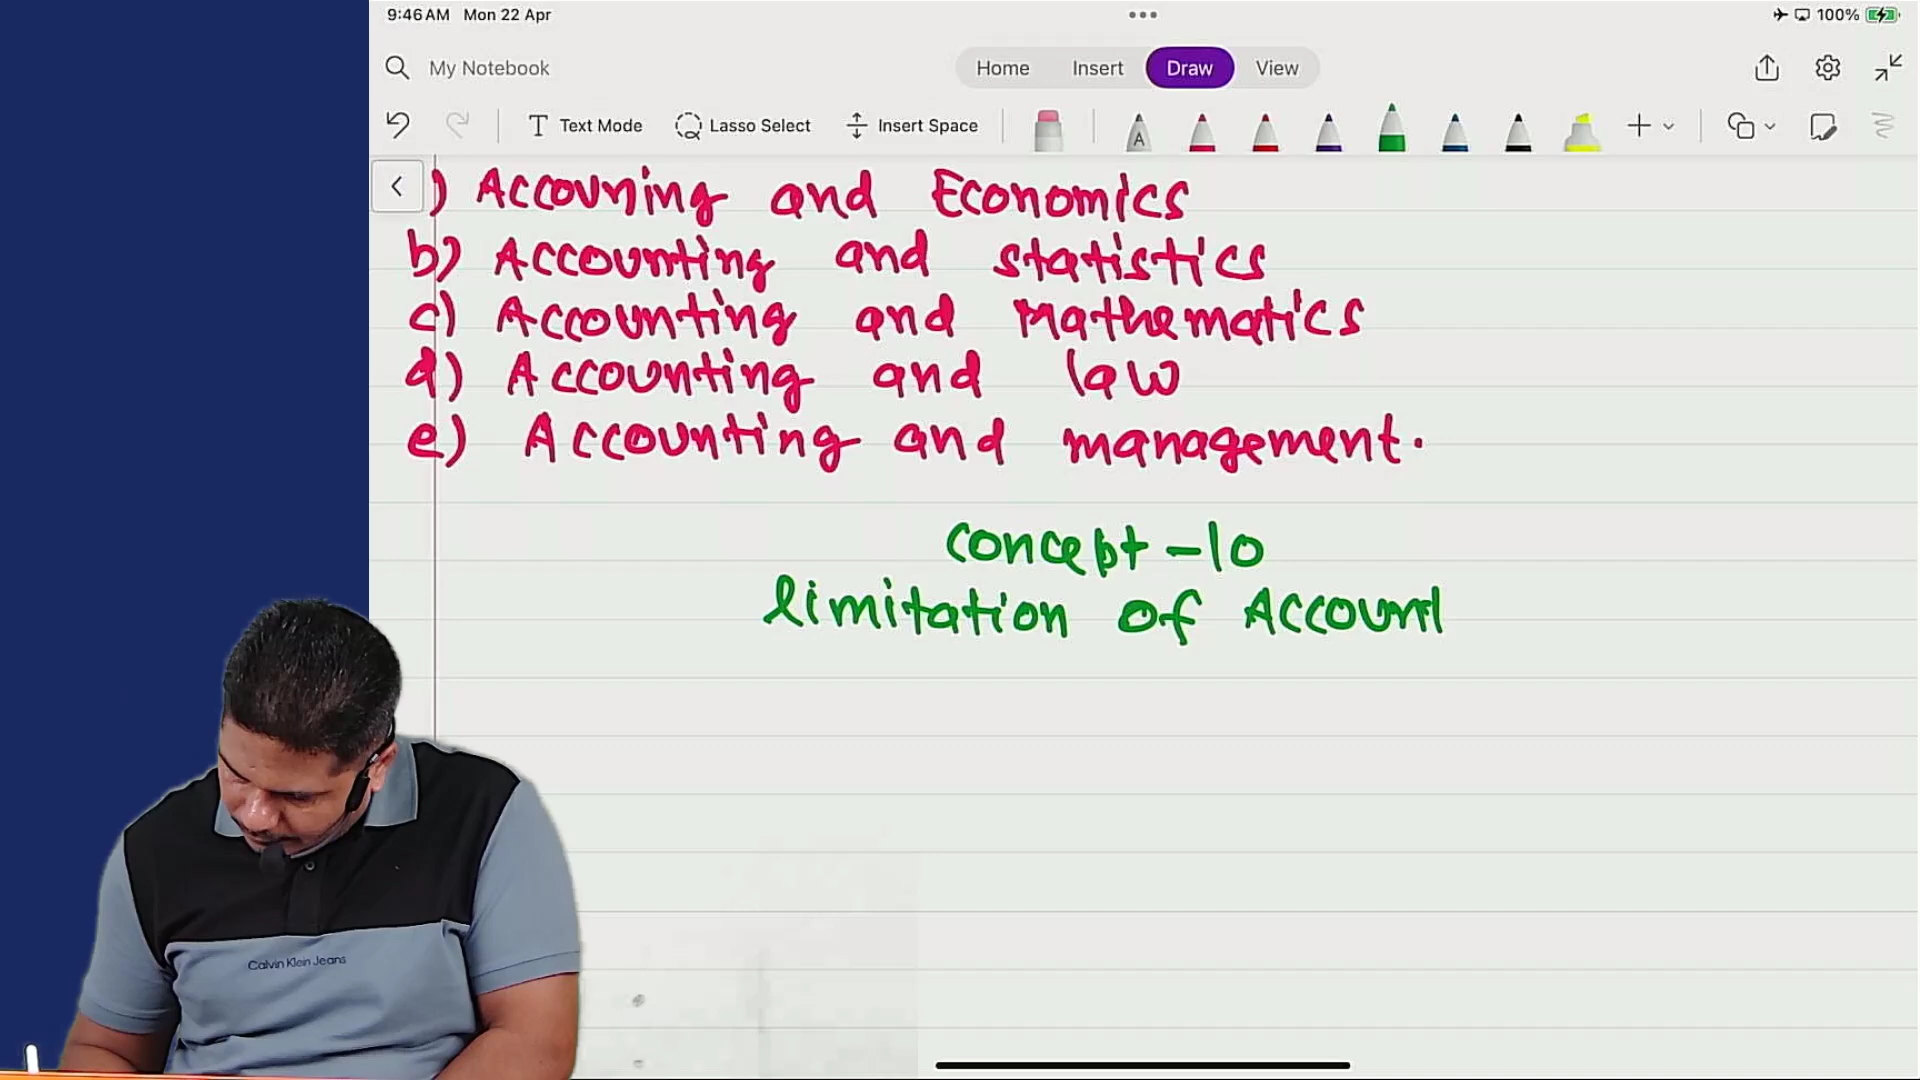 9:46 AM Mon 22 Apr
100%
My Notebook
Home Insert Draw View
Text Mode Lasso Select Insert Space
A
) Accouning and Economics
b) Accounting and statistics
c) Accounting and mathematics
d) Accounting and law
e) Accounting and management.
concept - 10
limitation of Account
Calvin Klein Jeans